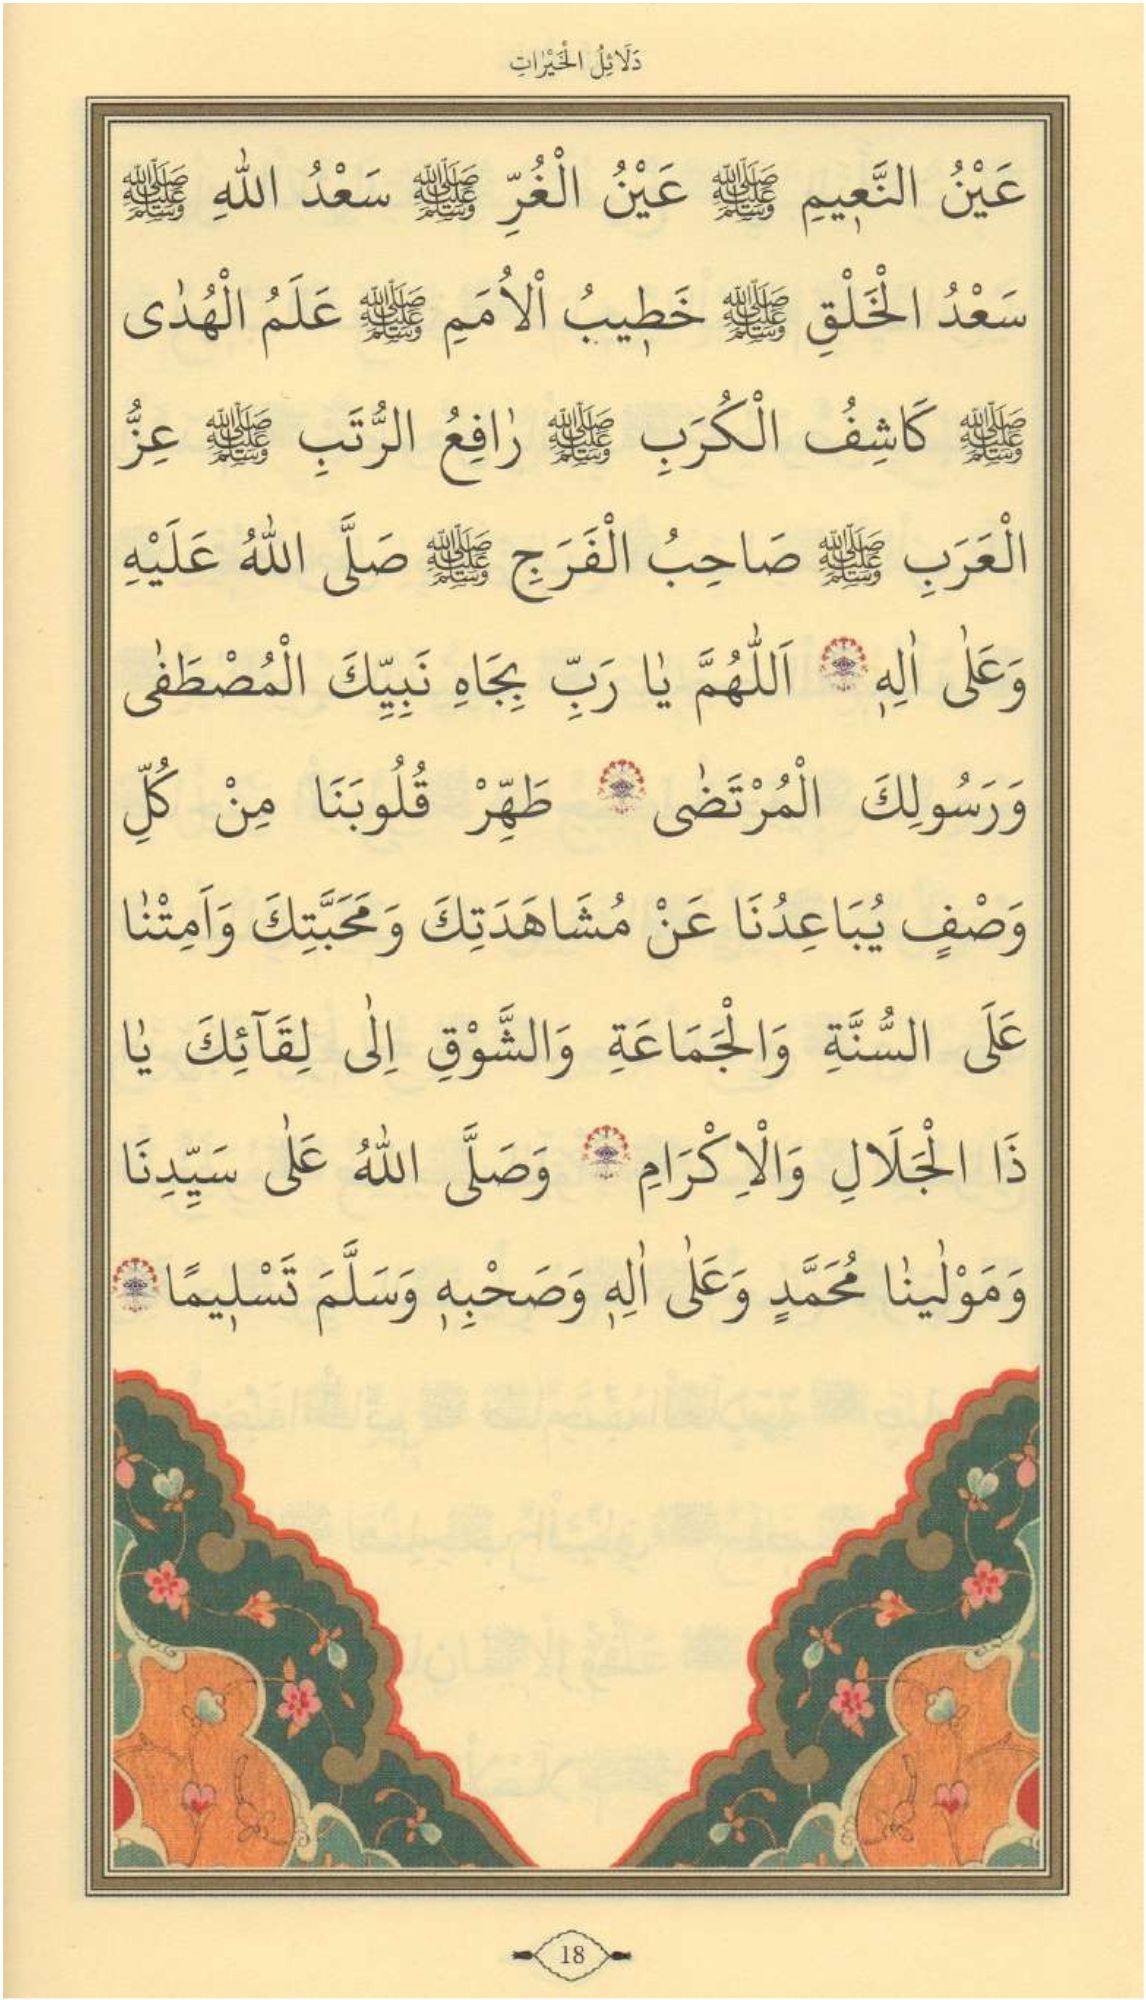 دَلَائِلُ الْخَيْرَاتِ
عَيْنُ النَّعٖيمِ ﷺ عَيْنُ الْغُرِّ ﷺ سَعْدُ اللّٰهِ ﷺ
سَعْدُ الْخَلْقِ ﷺ خَطٖيبُ الْاُمَمِ ﷺ عَلَمُ الْهُدٰى
ﷺ كَاشِفُ الْكُرَبِ ﷺ رٰافِعُ الرُّتَبِ ﷺ عِزُّ
الْعَرَبِ ﷺ صَاحِبُ الْفَرَجِ ﷺ صَلَّى اللّٰهُ عَلَيْهِ
وَعَلٰى اٰلِهٖ اَللّٰهُمَّ يٰا رَبِّ بِجَاهِ نَبِيِّكَ الْمُصْطَفٰى
وَرَسُولِكَ الْمُرْتَضٰى طَهِّرْ قُلُوبَنَا مِنْ كُلِّ
وَصْفٍ يُبَاعِدُنَا عَنْ مُشَاهَدَتِكَ وَمَحَبَّتِكَ وَاَمِتْنٰا
عَلَى السُّنَّةِ وَالْجَمَاعَةِ وَالشَّوْقِ اِلٰى لِقَآئِكَ يٰا
ذَا الْجَلَالِ وَالْاِكْرَامِ وَصَلَّى اللّٰهُ عَلٰى سَيِّدِنَا
وَمَوْلٰينٰا مُحَمَّدٍ وَعَلٰى اٰلِهٖ وَصَحْبِهٖ وَسَلَّمَ تَسْلٖيمًا
18